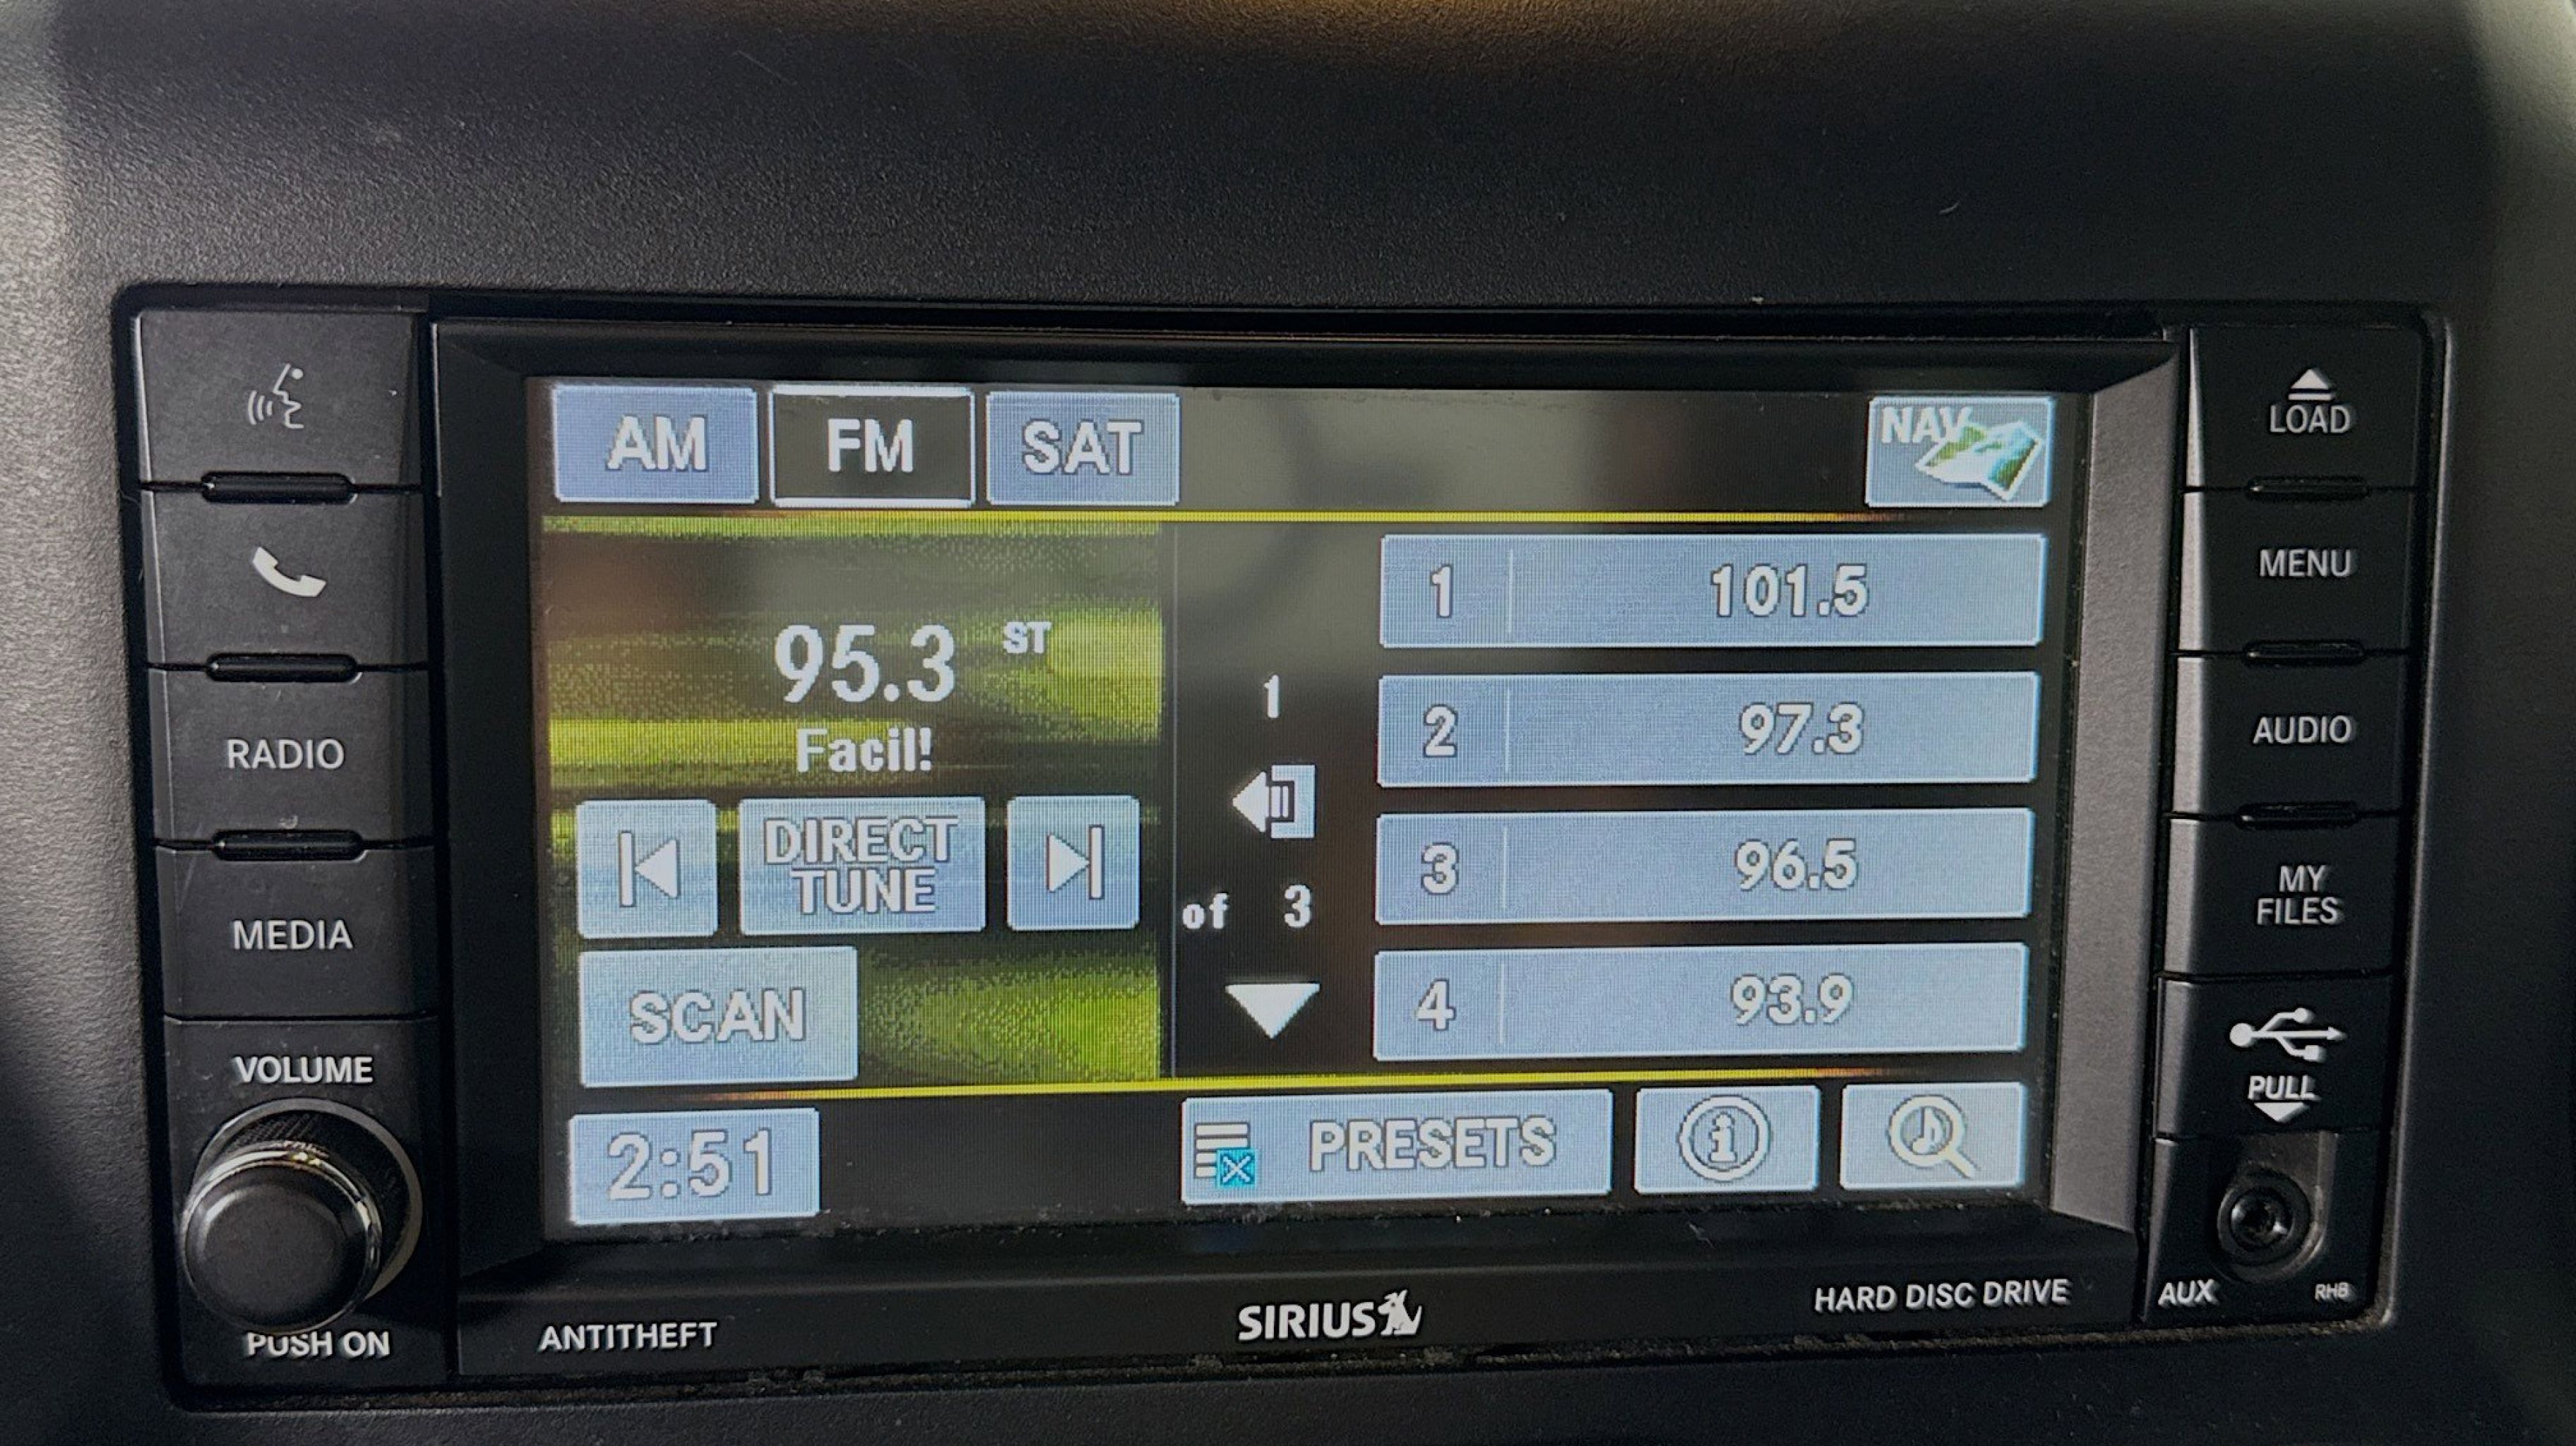 AM FM SAT NAV
LOAD
MENU
AUDIO
MY
FILES
PULL
AUX RHB
RADIO
MEDIA
VOLUME
PUSH ON
95.3 ST
Facil!
DIRECT
TUNE
SCAN
1
of 3
1 101.5
2 97.3
3 96.5
4 93.9
2:51 PRESETS i
ANTITHEFT
SIRIUS
HARD DISC DRIVE